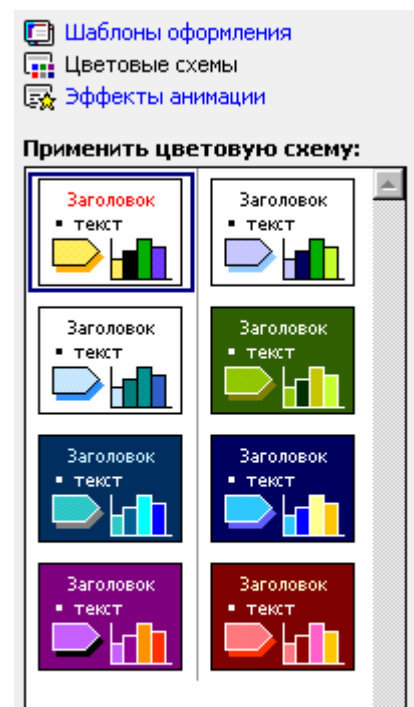 Шаблоны оформления
Цветовые схемы
Эффекты анимации
Применить цветовую схему:
Заголовок
▪ текст
Заголовок
▪ текст
Заголовок
▪ текст
Заголовок
▪ текст
Заголовок
▪ текст
Заголовок
▪ текст
Заголовок
▪ текст
Заголовок
▪ текст